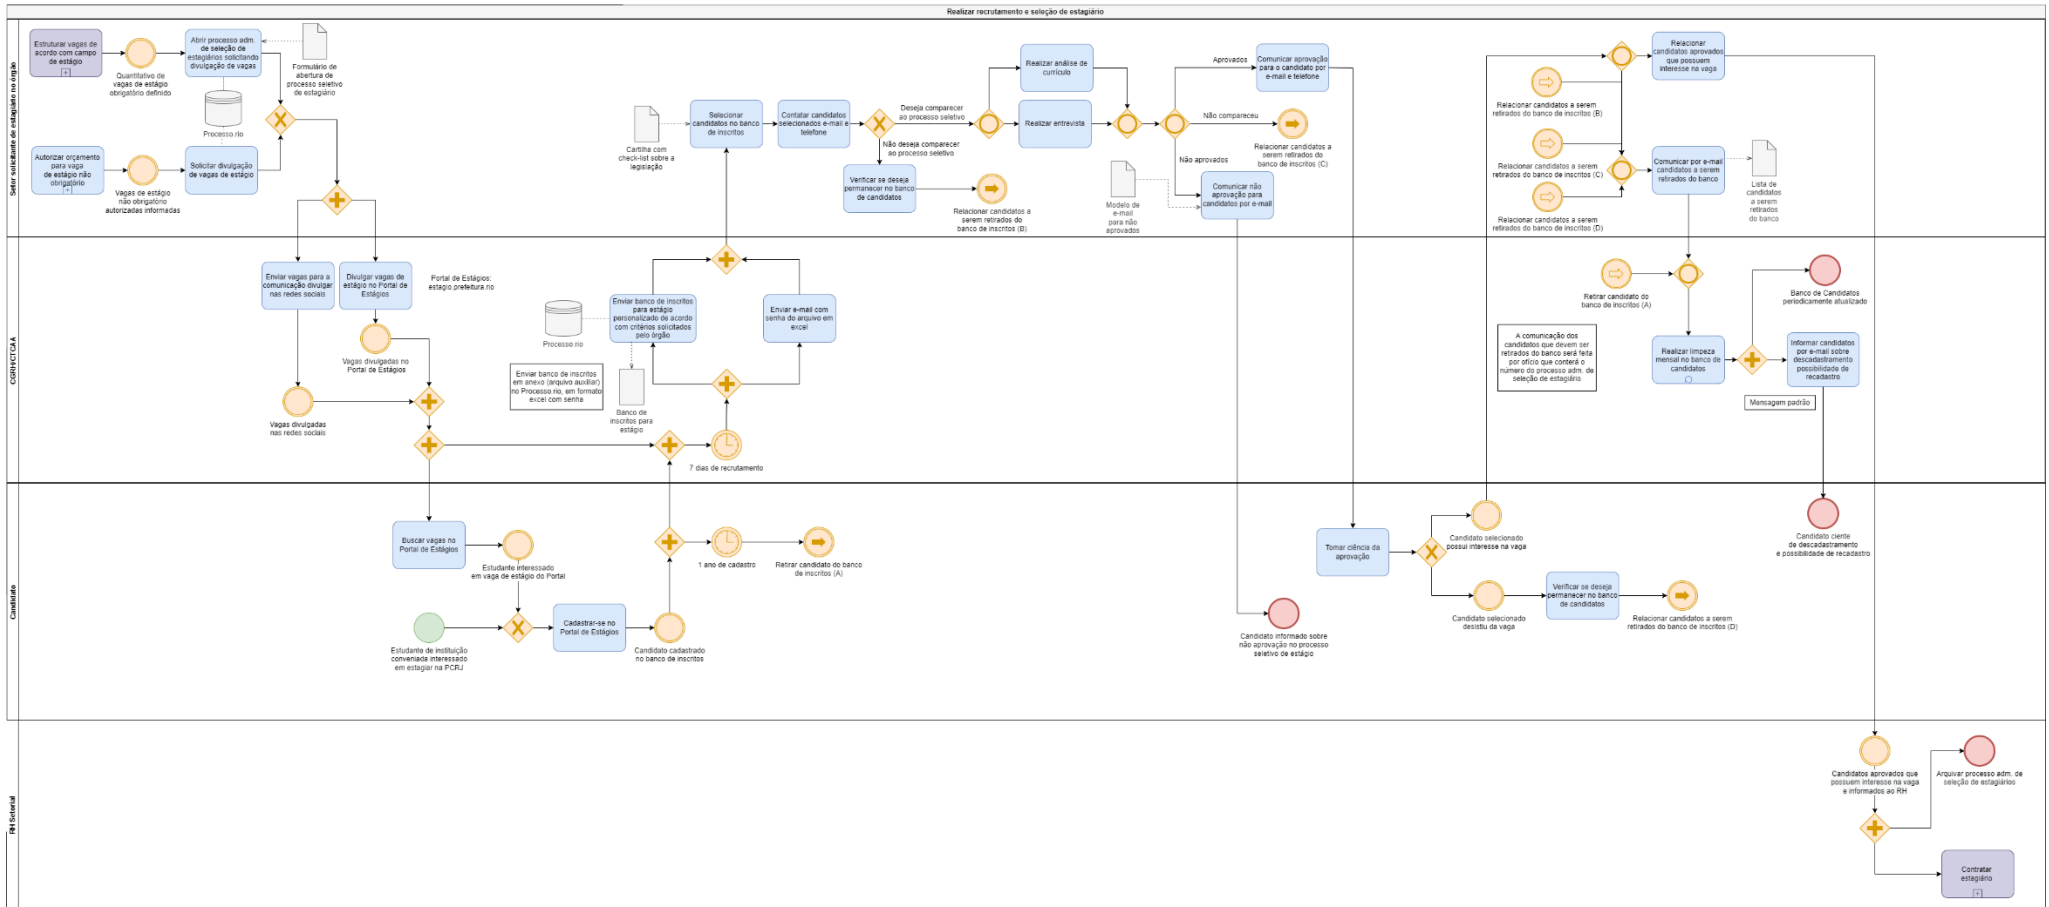 Realizar recrutamento e seleção de estagiário
Setor solicitante de estagiário no órgão
Estruturar vagas de
acordo com campo
de estágio
Quantitativo de
vagas de estágio
obrigatório definido
Abrir processo adm.
de seleção de
estagiários solicitando
divulgação de vagas
Formulário de
abertura de
processo seletivo
de estagiário
Processo.rio
Autorizar orçamento
para vaga
de estágio não
obrigatório
Vagas de estágio
não obrigatório
autorizadas informadas
Solicitar divulgação
de vagas de estágio
Cartilha com
check-list sobre a
legislação
Selecionar
candidatos no banco
de inscritos
Contatar candidatos
selecionados e-mail e
telefone
Deseja comparecer
ao processo seletivo
Não deseja comparecer
ao processo seletivo
Verificar se deseja
permanecer no banco
de candidatos
Relacionar candidatos a
serem retirados do
banco de inscritos (B)
Realizar análise de
currículo
Realizar entrevista
Aprovados
Comunicar aprovação
para o candidato por
e-mail e telefone
Não compareceu
Relacionar candidatos a
serem retirados do
banco de inscritos (C)
Não aprovados
Modelo de
e-mail
para não
aprovados
Comunicar não
aprovação para
candidatos por e-mail
Relacionar
candidatos aprovados
que possuem
interesse na vaga
Relacionar candidatos a serem
retirados do banco de inscritos (B)
Relacionar candidatos a serem
retirados do banco de inscritos (C)
Relacionar candidatos a serem
retirados do banco de inscritos (D)
Comunicar por e-mail
candidatos a serem
retirados do banco
Lista de
candidatos
a serem
retirados
do banco
CGRH/CTCAA
Enviar vagas para a
comunicação divulgar
nas redes sociais
Divulgar vagas de
estágio no Portal de
Estágios
Portal de Estágios:
estagio.prefeitura.rio
Vagas divulgadas no
Portal de Estágios
Vagas divulgadas
nas redes sociais
Processo.rio
Enviar banco de inscritos
para estágio
personalizado de acordo
com critérios solicitados
pelo órgão
Enviar e-mail com
senha do arquivo em
excel
Enviar banco de inscritos
em anexo (arquivo auxiliar)
no Processo.rio, em formato
excel com senha
Banco de
inscritos para
estágio
7 dias de recrutamento
Retirar candidato do
banco de inscritos (A)
A comunicação dos
candidatos que devem ser
retirados do banco será feita
por ofício que conterá o
número do processo adm. de
seleção de estagiário
Realizar limpeza
mensal no banco de
candidatos
Banco de Candidatos
periodicamente atualizado
Informar candidatos
por e-mail sobre
descadastramento
possibilidade de
recadastro
Mensagem padrão
Candidato
Buscar vagas no
Portal de Estágios
Estudante interessado
em vaga de estágio do Portal
Estudante de instituição
conveniada interessado
em estagiar na PCRJ
Cadastrar-se no
Portal de Estágios
Candidato cadastrado
no banco de inscritos
1 ano de cadastro
Retirar candidato do banco
de inscritos (A)
Candidato informado sobre
não aprovação no processo
seletivo de estágio
Tomar ciência da
aprovação
Candidato selecionado
possui interesse na vaga
Candidato selecionado
desistiu da vaga
Verificar se deseja
permanecer no banco
de candidatos
Relacionar candidatos a serem
retirados do banco de inscritos (D)
Candidato ciente
de descadastramento
e possibilidade de recadastro
RH Setorial
Candidatos aprovados que
possuem interesse na vaga
e informados ao RH
Arquivar processo adm. de
seleção de estagiários
Contratar
estagiário